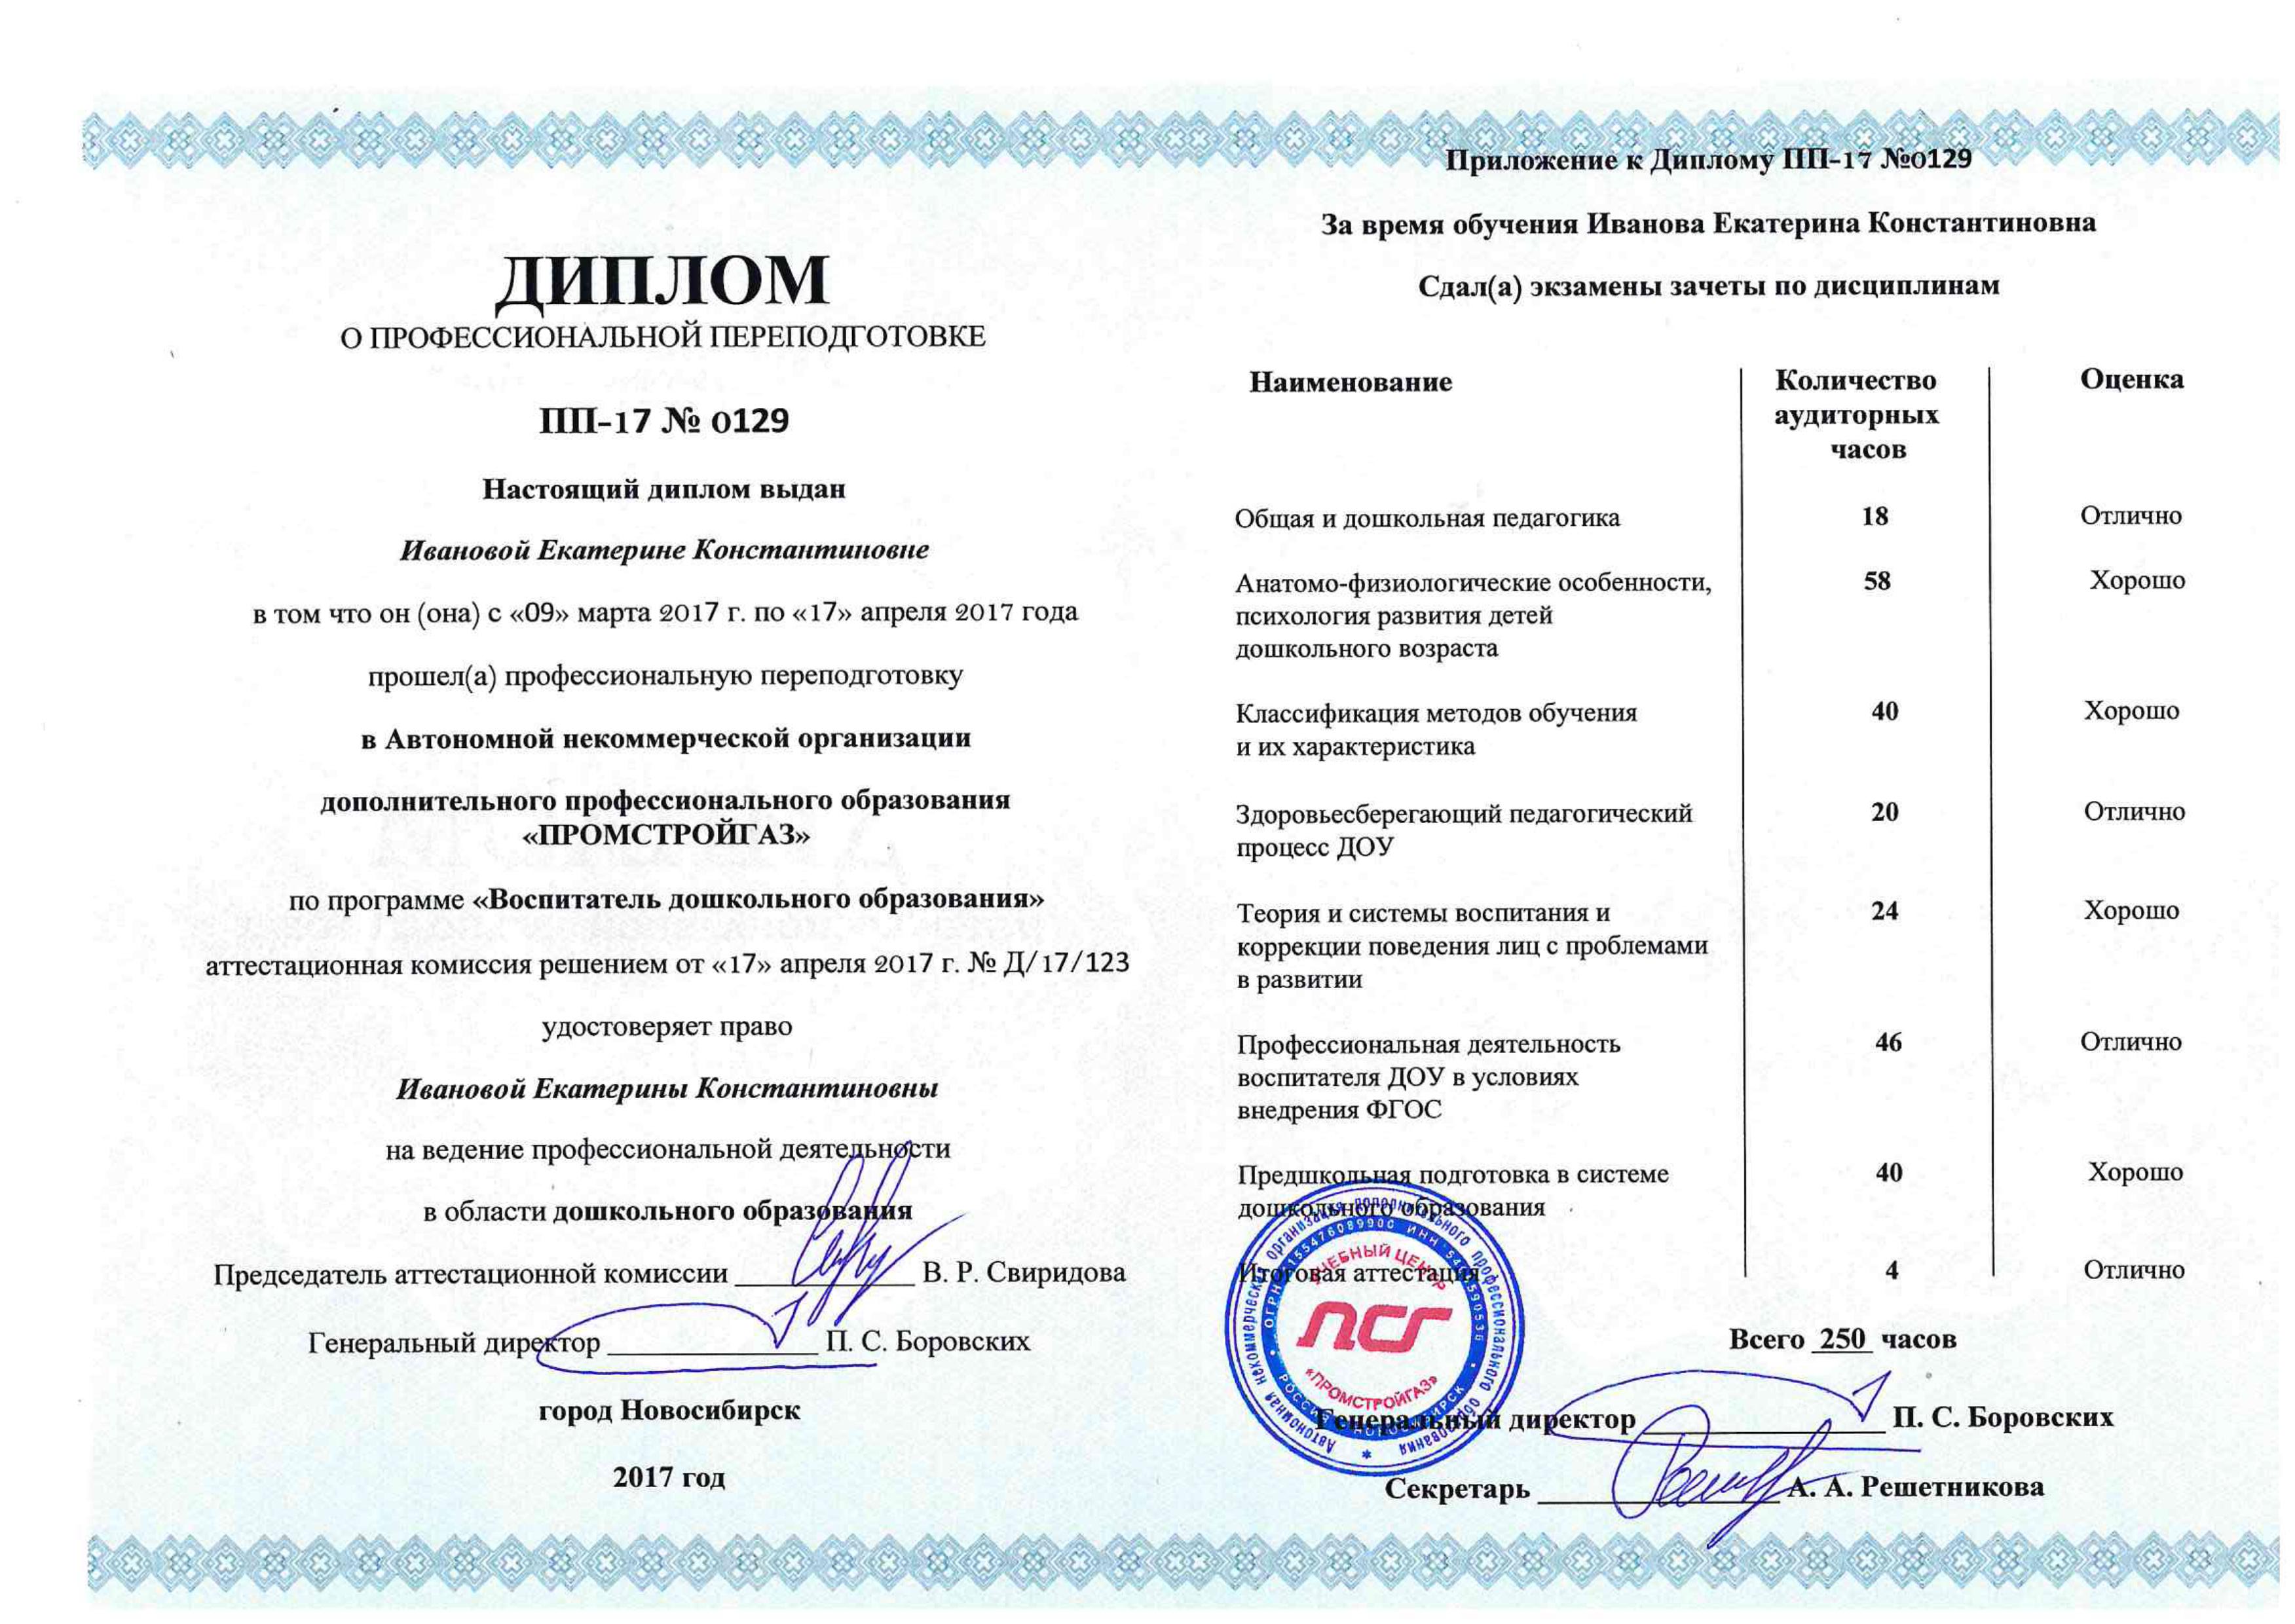 ДИПЛОМ
О ПРОФЕССИОНАЛЬНОЙ ПЕРЕПОДГОТОВКЕ
ПП-17 № 0129
Настоящий диплом выдан
Ивановой Екатерине Константиновне
в том что он (она) с «09» марта 2017 г. по «17» апреля 2017 года
прошел(а) профессиональную переподготовку
в Автономной некоммерческой организации
дополнительного профессионального образования
«ПРОМСТРОЙГАЗ»
по программе «Воспитатель дошкольного образования»
аттестационная комиссия решением от «17» апреля 2017 г. № Д/17/123
удостоверяет право
Ивановой Екатерины Константиновны
на ведение профессиональной деятельности
в области дошкольного образования
Председатель аттестационной комиссии В. Р. Свиридова
Генеральный директор П. С. Боровских
город Новосибирск
2017 год
Приложение к Диплому ПП-17 №0129
За время обучения Иванова Екатерина Константиновна
Сдал(а) экзамены зачеты по дисциплинам
Наименование Количество Оценка
аудиторных
часов
Общая и дошкольная педагогика 18 Отлично
Анатомо-физиологические особенности, 58 Хорошо
психология развития детей
дошкольного возраста
Классификация методов обучения 40 Хорошо
и их характеристика
Здоровьесберегающий педагогический 20 Отлично
процесс ДОУ
Теория и системы воспитания и 24 Хорошо
коррекции поведения лиц с проблемами
в развитии
Профессиональная деятельность 46 Отлично
воспитателя ДОУ в условиях
внедрения ФГОС
Предшкольная подготовка в системе 40 Хорошо
дошкольного образования
Итоговая аттестация 4 Отлично
Всего 250 часов
Генеральный директор П. С. Боровских
Секретарь А. А. Решетникова
Автономная некоммерческая организация дополнительного профессионального образования
ОГРН ИНН
РОССИЯ НОВОСИБИРСК
УЧЕБНЫЙ ЦЕНТР
ПСГ
«ПРОМСТРОЙГАЗ»